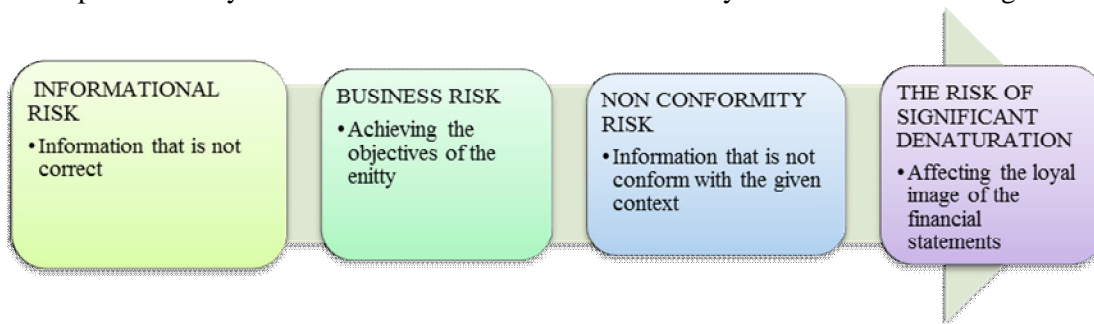 INFORMATIONAL
RISK
•Information that is not
correct
BUSINESS RISK
•Achieving the
objectives of the
enitty
NON CONFORMITY
RISK
•Information that is not
conform with the given
context
THE RISK OF
SIGNIFICANT
DENATURATION
•Affecting the loyal
image of the
financial
statements